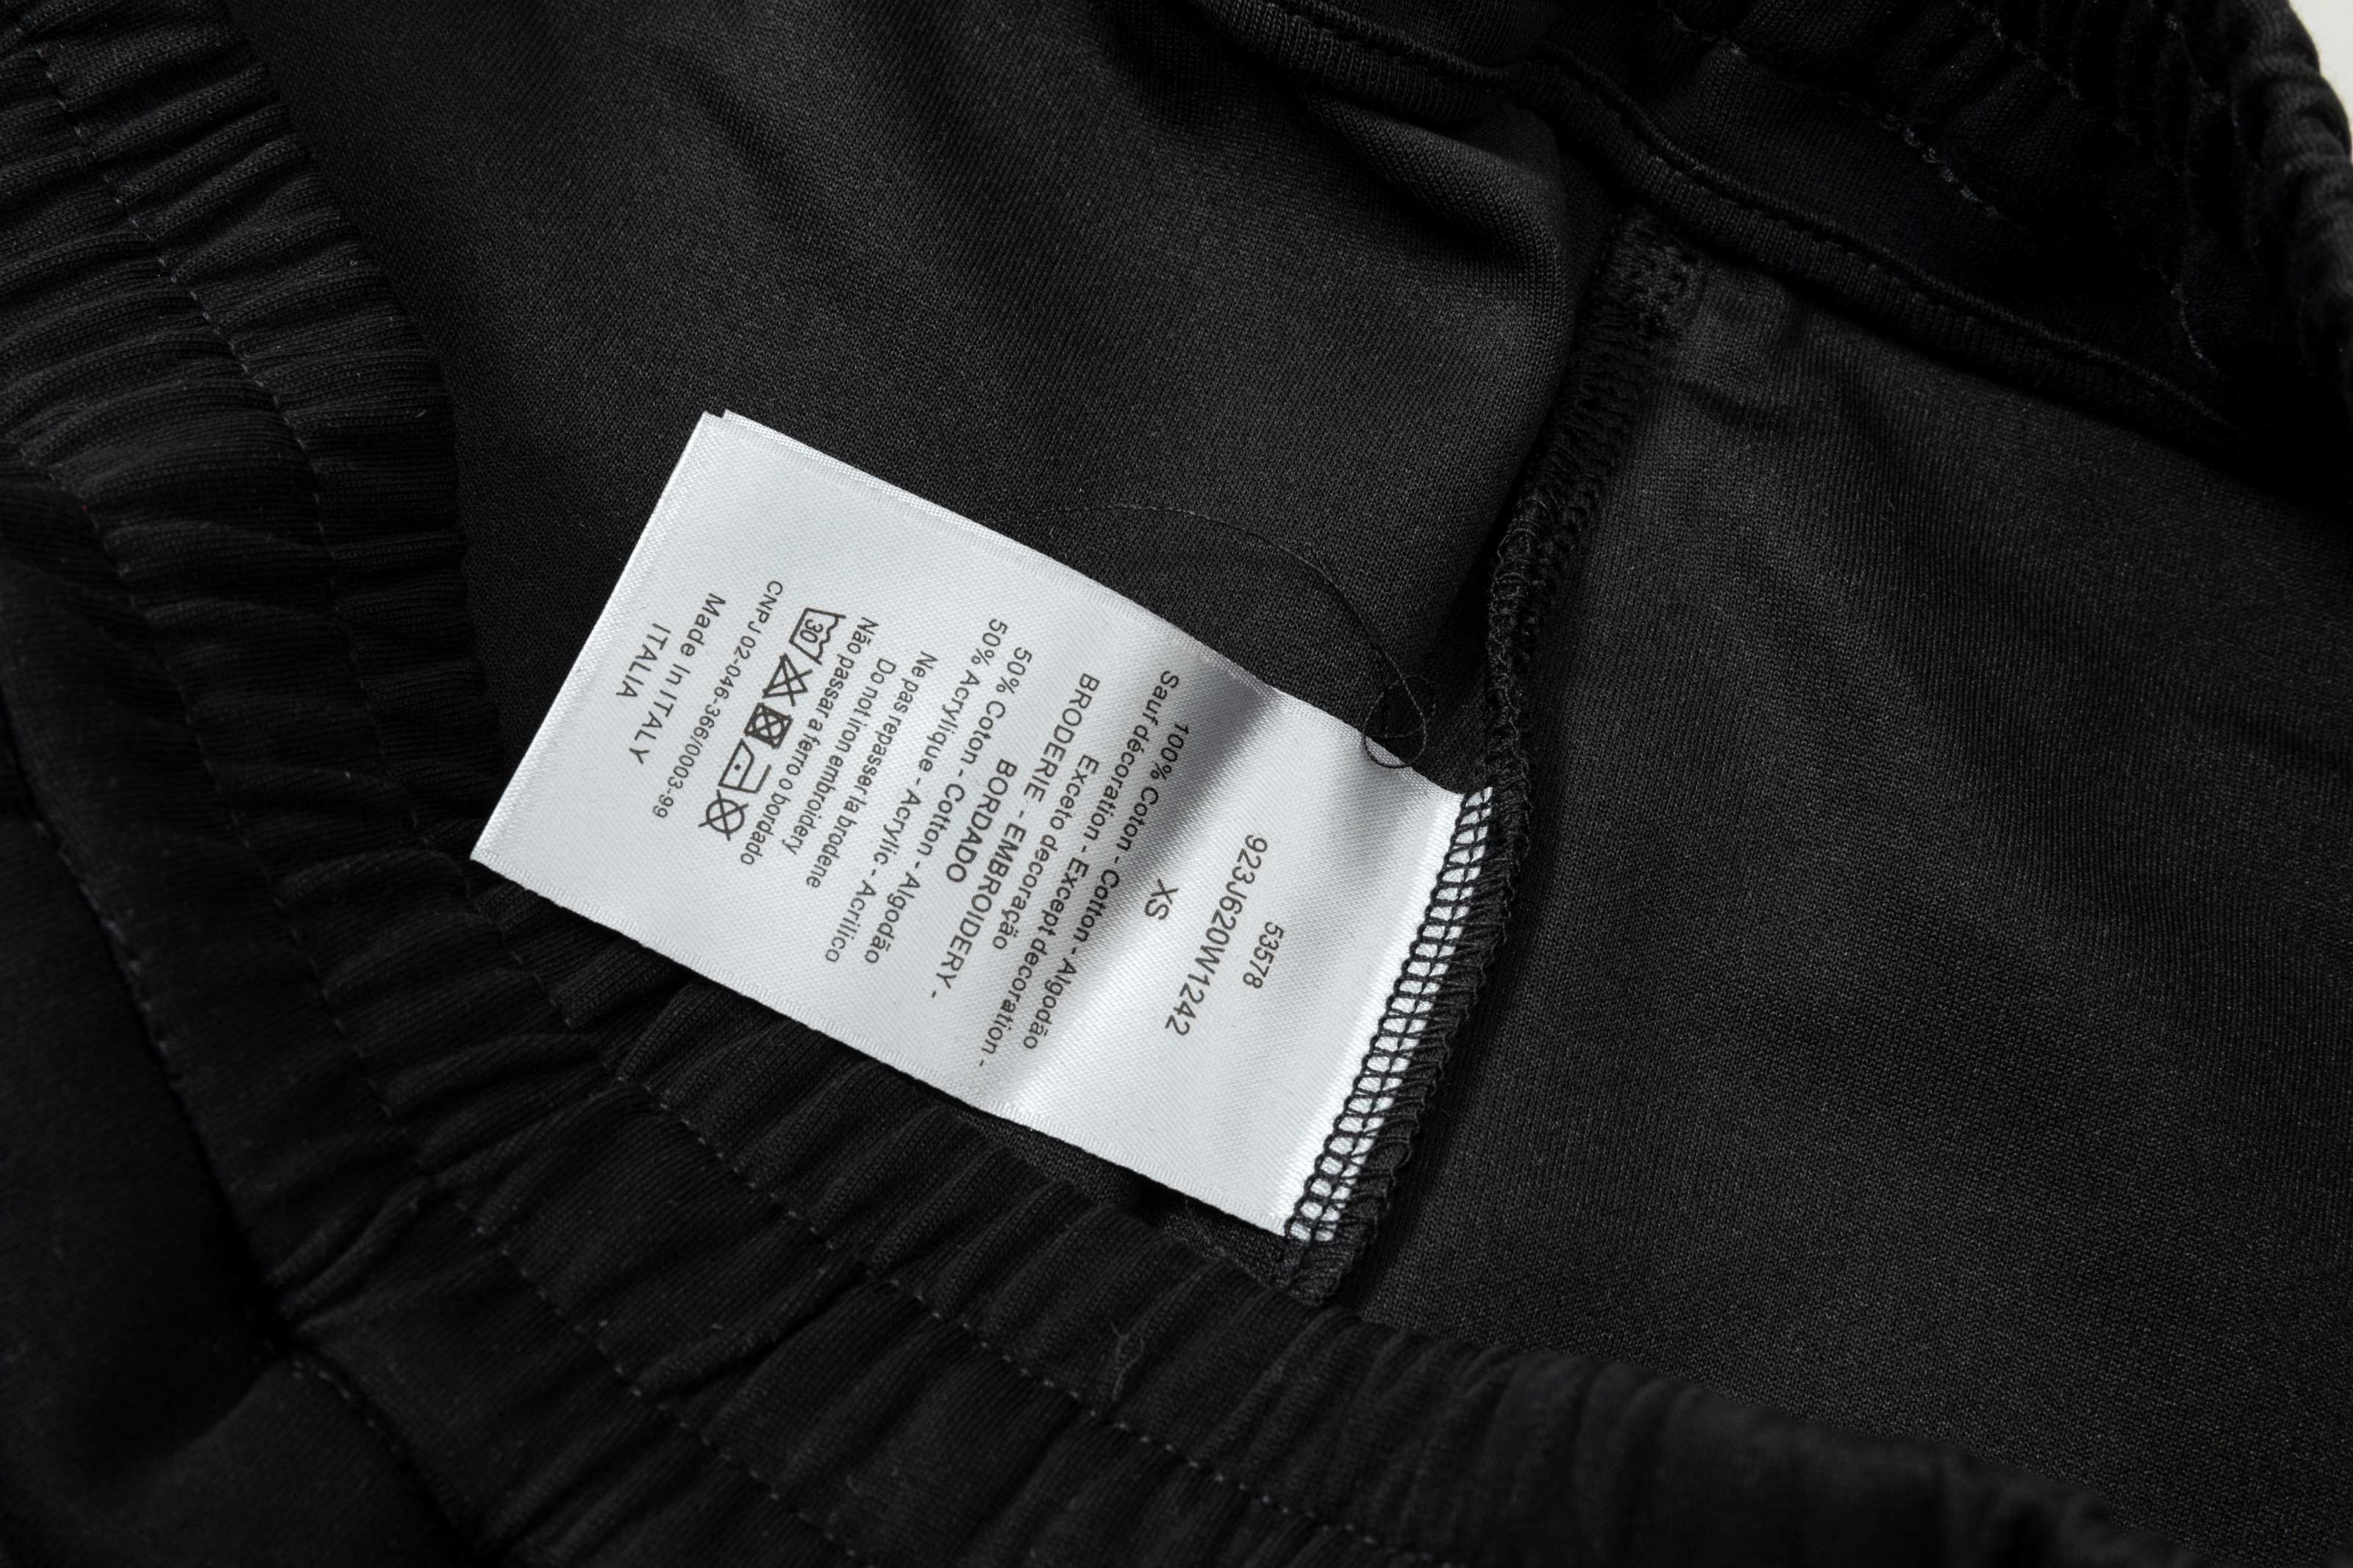 53578
923J620W1242
XS
100% Coton - Cotton - Algodão
Sauf décoration - Except decoration -
Exceto decoração
BRODERIE - EMBROIDERY -
BORDADO
50% Coton - Cotton - Algodão
50% Acrylique - Acrylic - Acrílico
Ne pas repasser la brodene
Do not iron embroidery
Não passar a ferro o bordado
30
CNPJ 02-046-366/0003-99
Made In ITALY
ITALIA